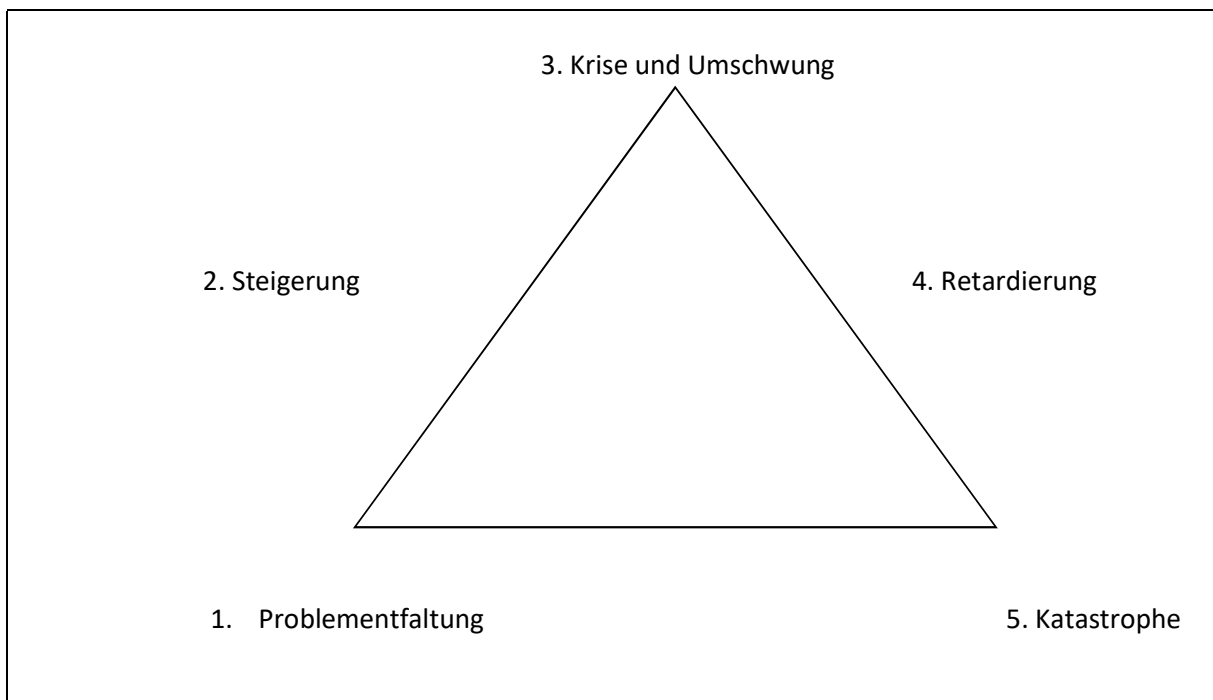 3. Krise und Umschwung
2. Steigerung
4. Retardierung
1. Problementfaltung
5. Katastrophe